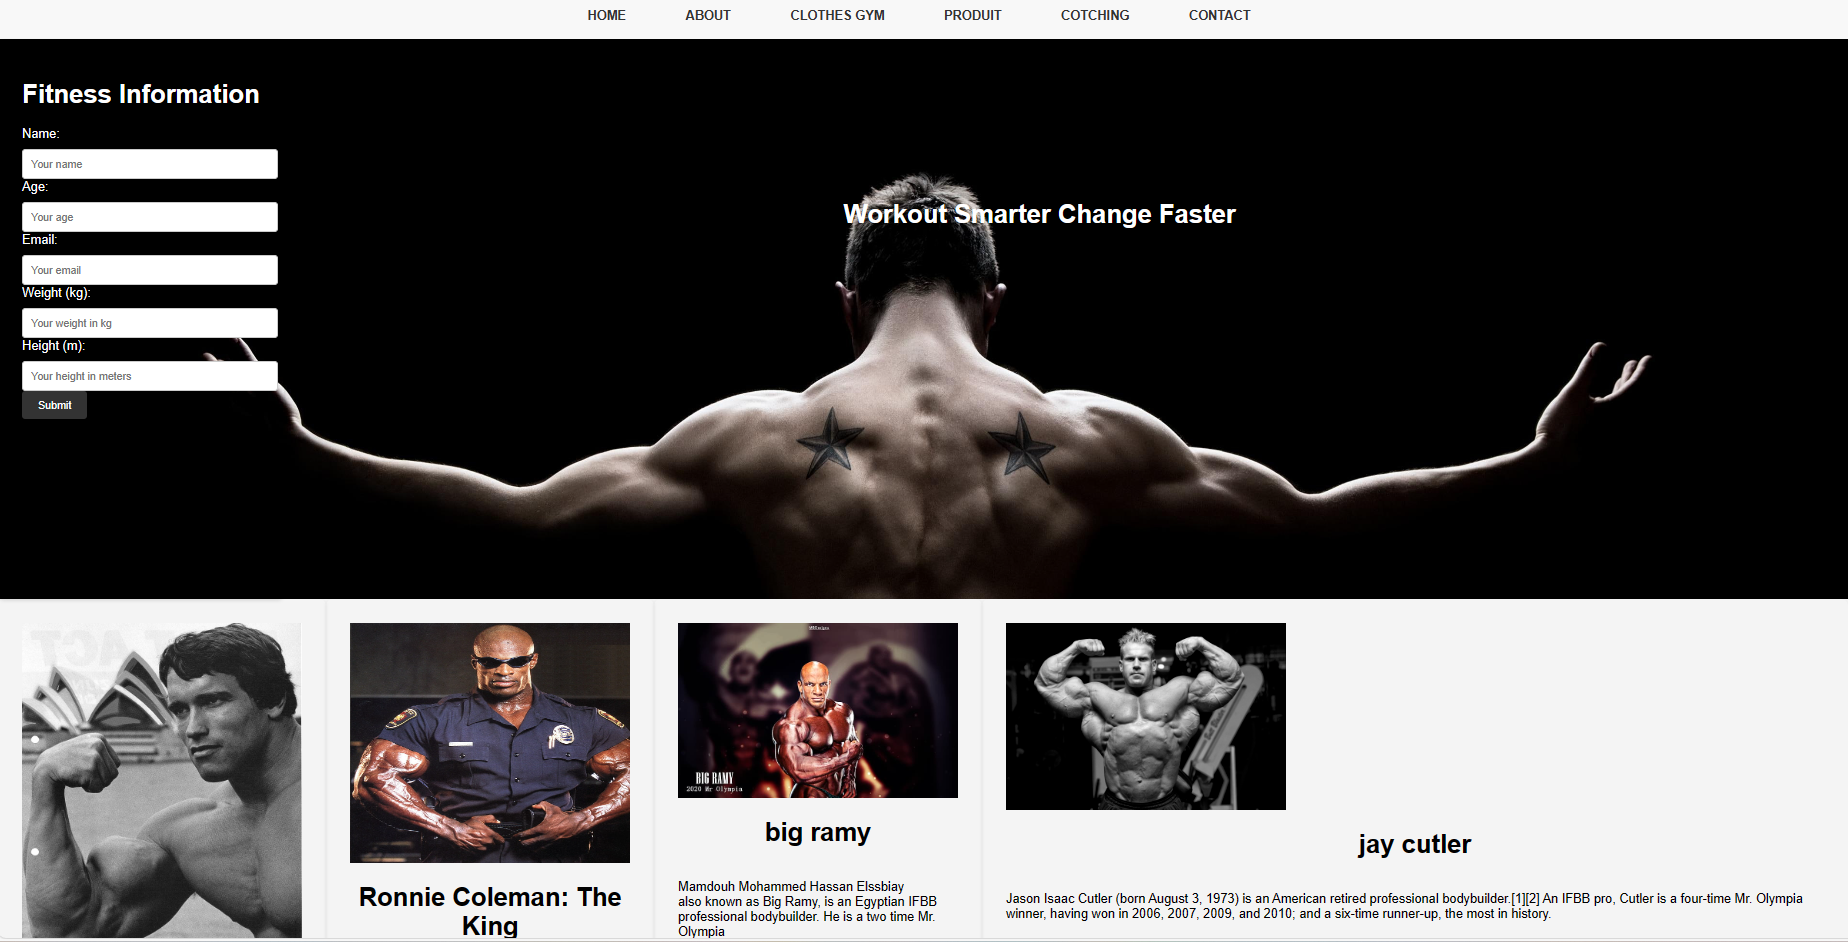 HOME ABOUT CLOTHES GYM PRODUIT COTCHING CONTACT
Fitness Information
Name:
Your name
Age:
Your age
Email:
Your email
Weight (kg):
Your weight in kg
Height (m):
Your height in meters
Submit
Workout Smarter Change Faster
Ronnie Coleman: The
King
BIG RAMY
2020 Mr Olympia
big ramy
Mamdouh Mohammed Hassan Elssbiay
also known as Big Ramy, is an Egyptian IFBB
professional bodybuilder. He is a two time Mr.
Olympia
jay cutler
Jason Isaac Cutler (born August 3, 1973) is an American retired professional bodybuilder.[1][2] An IFBB pro, Cutler is a four-time Mr. Olympia
winner, having won in 2006, 2007, 2009, and 2010; and a six-time runner-up, the most in history.